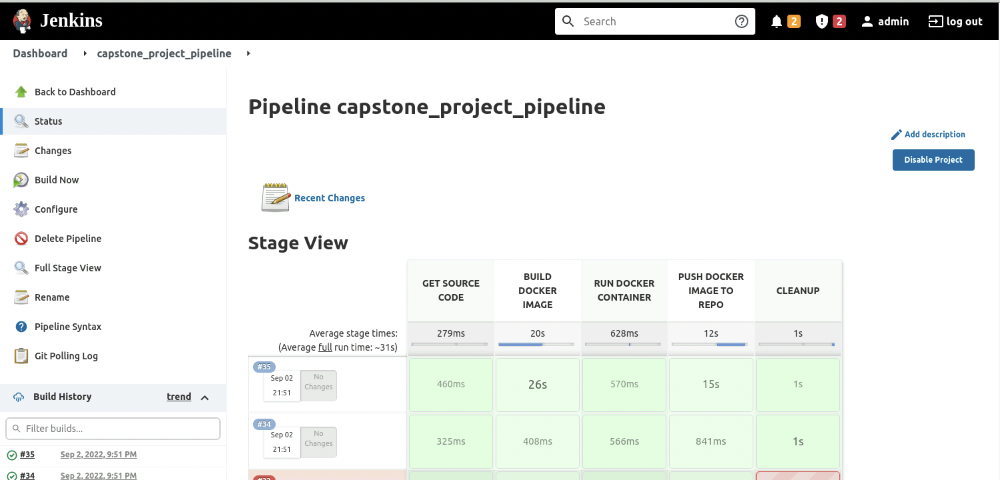 Jenkins
Search
2
2
admin
log out
Dashboard
capstone_project_pipeline
Back to Dashboard
Status
Changes
Build Now
Configure
Delete Pipeline
Full Stage View
Rename
Pipeline Syntax
Git Polling Log
Build History
trend
Filter builds...
#35
Sep 2, 2022, 9:51 PM
#34
Sep 2, 2022, 9:51 PM
Pipeline capstone_project_pipeline
Add description
Disable Project
Recent Changes
Stage View
GET SOURCE
CODE
BUILD
DOCKER
IMAGE
RUN DOCKER
CONTAINER
PUSH DOCKER
IMAGE TO
REPO
CLEANUP
Average stage times:
(Average full run time: ~31s)
279ms
20s
628ms
12s
1s
#35
Sep 02
21:51
No
Changes
460ms
26s
570ms
15s
1s
#34
Sep 02
21:51
No
Changes
325ms
408ms
566ms
841ms
1s